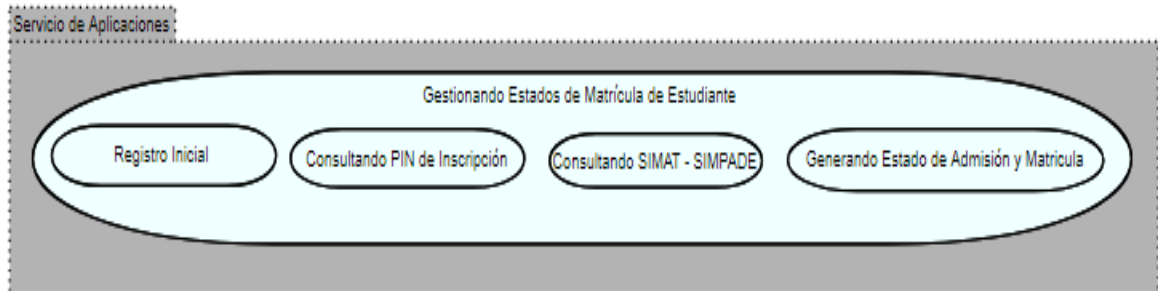 Servicio de Aplicaciones
Gestionando Estados de Matrícula de Estudiante
Registro Inicial
Consultando PIN de Inscripción
Consultando SIMAT - SIMPADE
Generando Estado de Admisión y Matricula